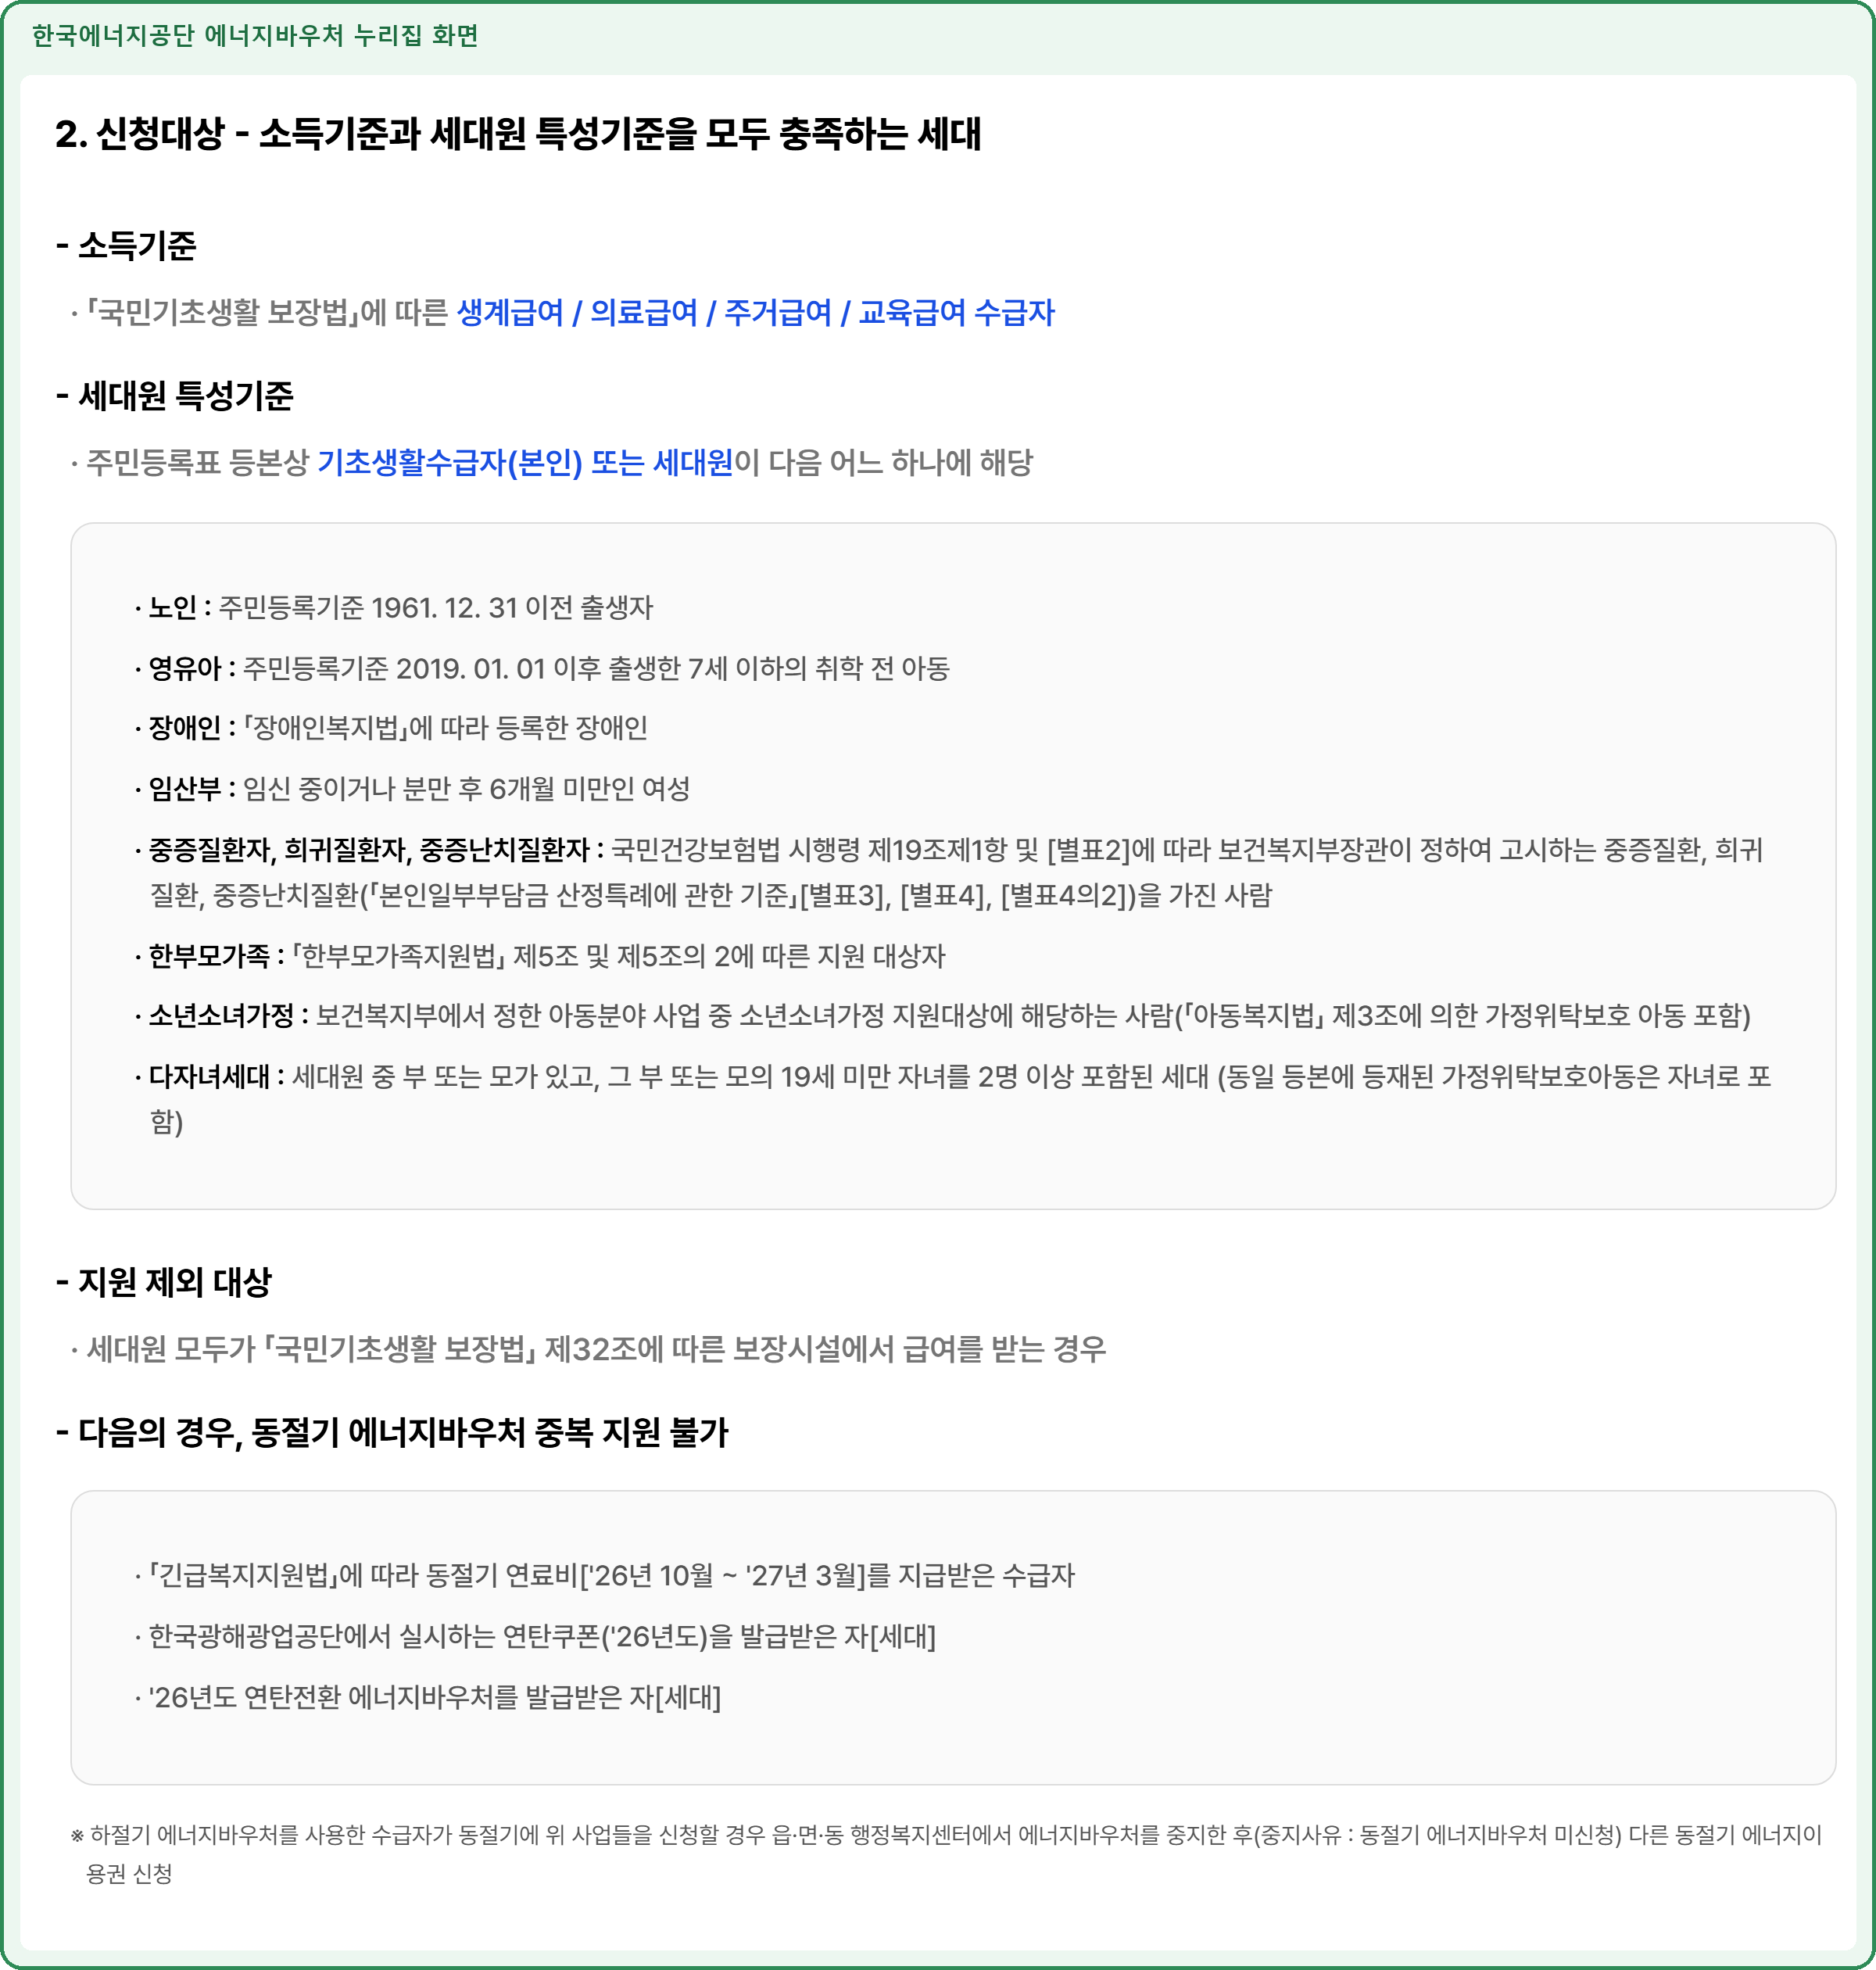 한국에너지공단 에너지바우처 누리집 화면
2. 신청대상 - 소득기준과 세대원 특성기준을 모두 충족하는 세대
- 소득기준
· 「국민기초생활 보장법」에 따른 생계급여 / 의료급여 / 주거급여 / 교육급여 수급자
- 세대원 특성기준
· 주민등록표 등본상 기초생활수급자(본인) 또는 세대원이 다음 어느 하나에 해당
· 노인 : 주민등록기준 1961. 12. 31 이전 출생자
· 영유아 : 주민등록기준 2019. 01. 01 이후 출생한 7세 이하의 취학 전 아동
· 장애인 : 「장애인복지법」에 따라 등록한 장애인
· 임산부 : 임신 중이거나 분만 후 6개월 미만인 여성
· 중증질환자, 희귀질환자, 중증난치질환자 : 국민건강보험법 시행령 제19조제1항 및 [별표2]에 따라 보건복지부장관이 정하여 고시하는 중증질환, 희귀
질환, 중증난치질환(「본인일부부담금 산정특례에 관한 기준」[별표3], [별표4], [별표4의2])을 가진 사람
· 한부모가족 : 「한부모가족지원법」 제5조 및 제5조의 2에 따른 지원 대상자
· 소년소녀가정 : 보건복지부에서 정한 아동분야 사업 중 소년소녀가정 지원대상에 해당하는 사람(「아동복지법」 제3조에 의한 가정위탁보호 아동 포함)
· 다자녀세대 : 세대원 중 부 또는 모가 있고, 그 부 또는 모의 19세 미만 자녀를 2명 이상 포함된 세대 (동일 등본에 등재된 가정위탁보호아동은 자녀로 포
함)
- 지원 제외 대상
· 세대원 모두가 「국민기초생활 보장법」 제32조에 따른 보장시설에서 급여를 받는 경우
- 다음의 경우, 동절기 에너지바우처 중복 지원 불가
· 「긴급복지지원법」에 따라 동절기 연료비['26년 10월 ~ '27년 3월]를 지급받은 수급자
· 한국광해광업공단에서 실시하는 연탄쿠폰('26년도)을 발급받은 자[세대]
· '26년도 연탄전환 에너지바우처를 발급받은 자[세대]
※ 하절기 에너지바우처를 사용한 수급자가 동절기에 위 사업들을 신청할 경우 읍·면·동 행정복지센터에서 에너지바우처를 중지한 후(중지사유 : 동절기 에너지바우처 미신청) 다른 동절기 에너지이
용권 신청